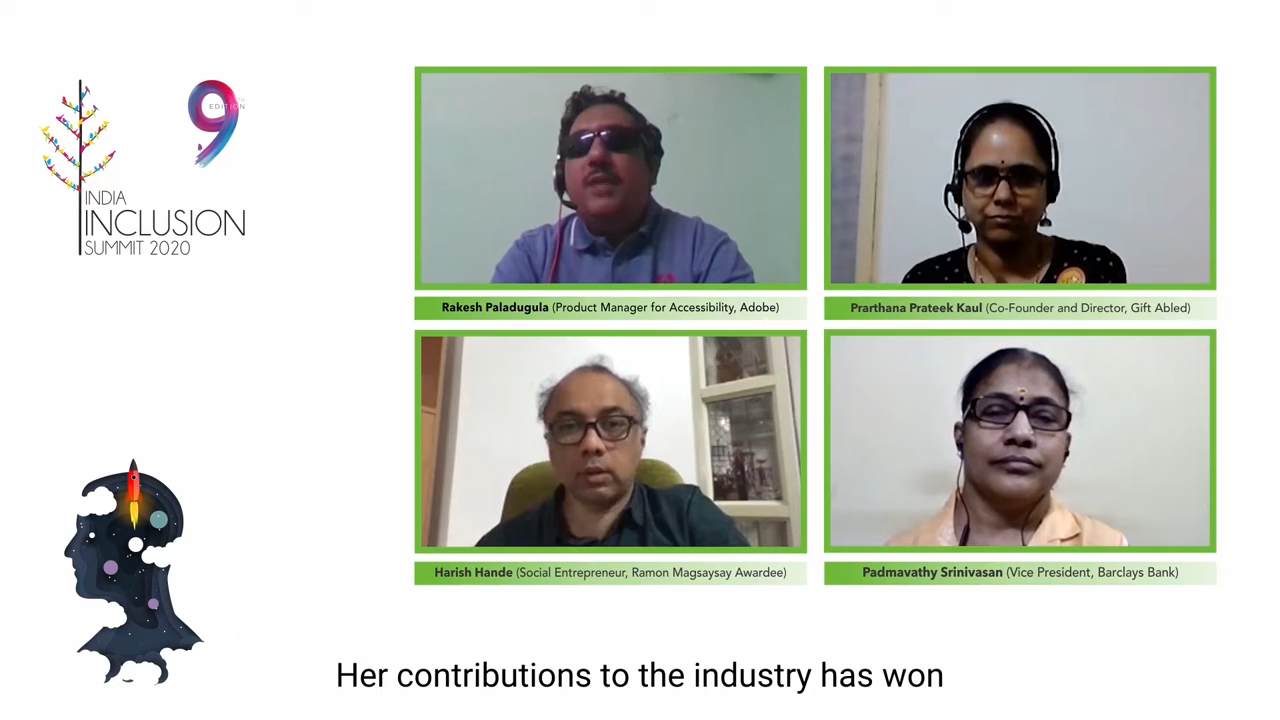 9
EDITION
INDIA
INCLUSION
SUMMIT 2020
Rakesh Paladugula (Product Manager for Accessibility, Adobe)
Prarthana Prateek Kaul (Co-Founder and Director, Gift Abled)
Harish Hande (Social Entrepreneur, Ramon Magsaysay Awardee)
Padmavathy Srinivasan (Vice President, Barclays Bank)
Her contributions to the industry has won